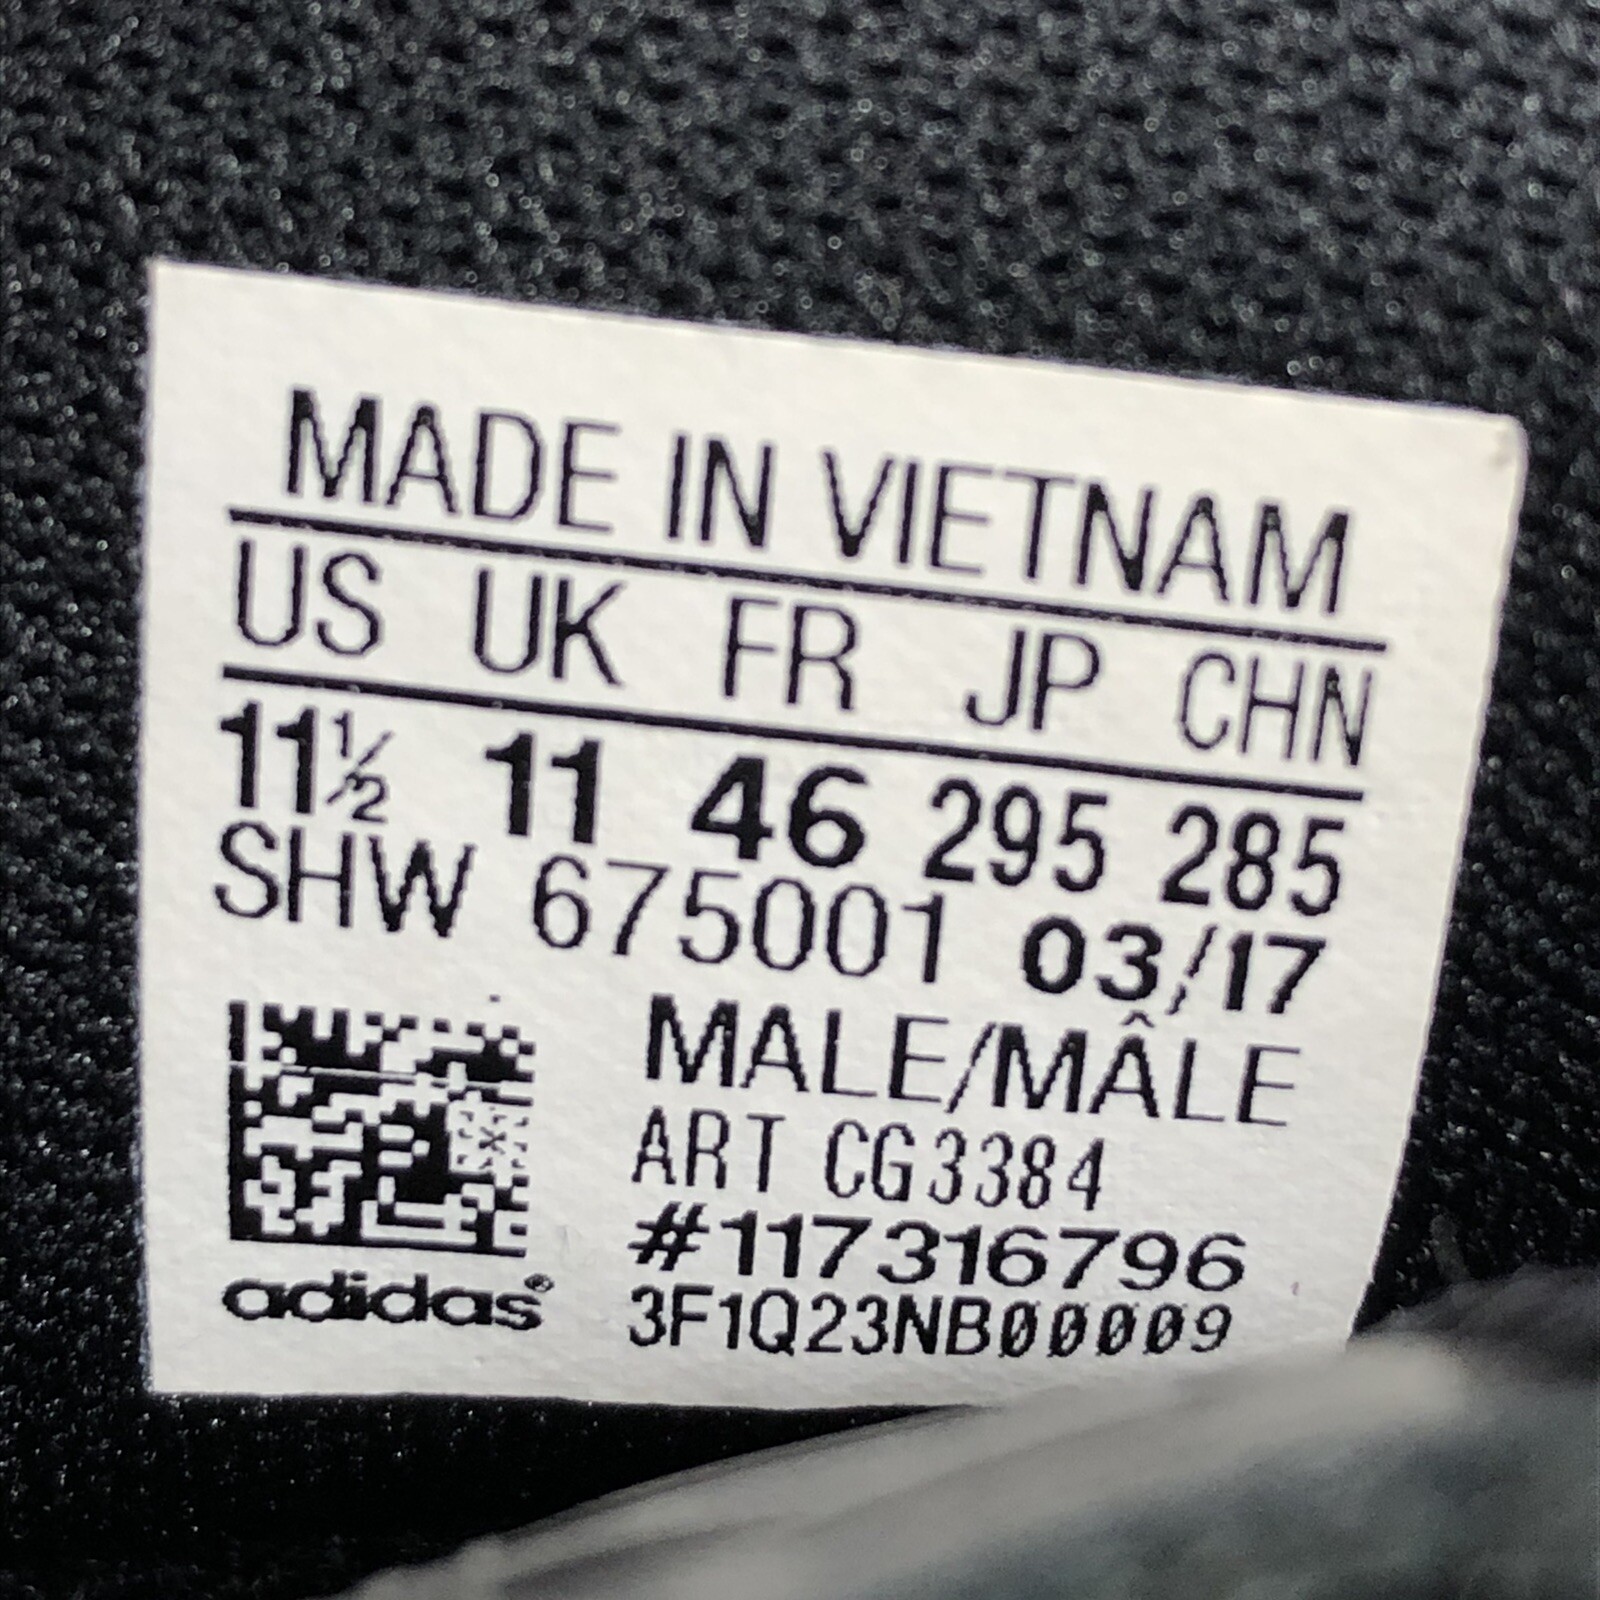 MADE IN VIETNAM
US UK FR JP CHN
11½ 11 46 295 285
SHW 675001 03/17
MALE/MÂLE
ART CG3384
#117316796
adidas® 3F1Q23NB00009